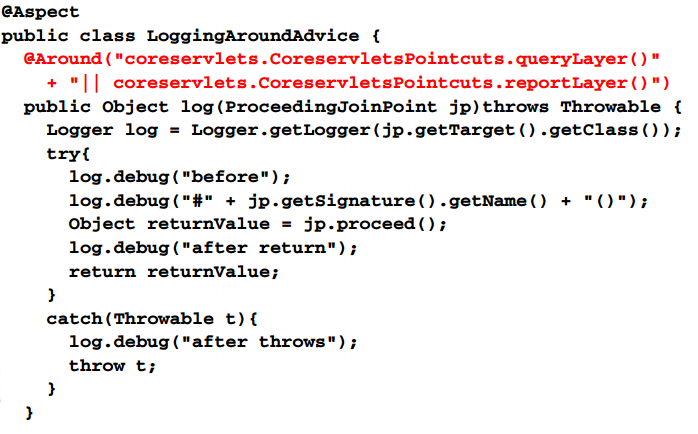 @Aspect
public class LoggingAroundAdvice {
  @Around("coreservlets.CoreservletsPointcuts.queryLayer()"
    + "|| coreservlets.CoreservletsPointcuts.reportLayer()")
  public Object log(ProceedingJoinPoint jp)throws Throwable {
    Logger log = Logger.getLogger(jp.getTarget().getClass());
    try{
      log.debug("before");
      log.debug("#" + jp.getSignature().getName() + "()");
      Object returnValue = jp.proceed();
      log.debug("after return");
      return returnValue;
    }
    catch(Throwable t){
      log.debug("after throws");
      throw t;
    }
  }